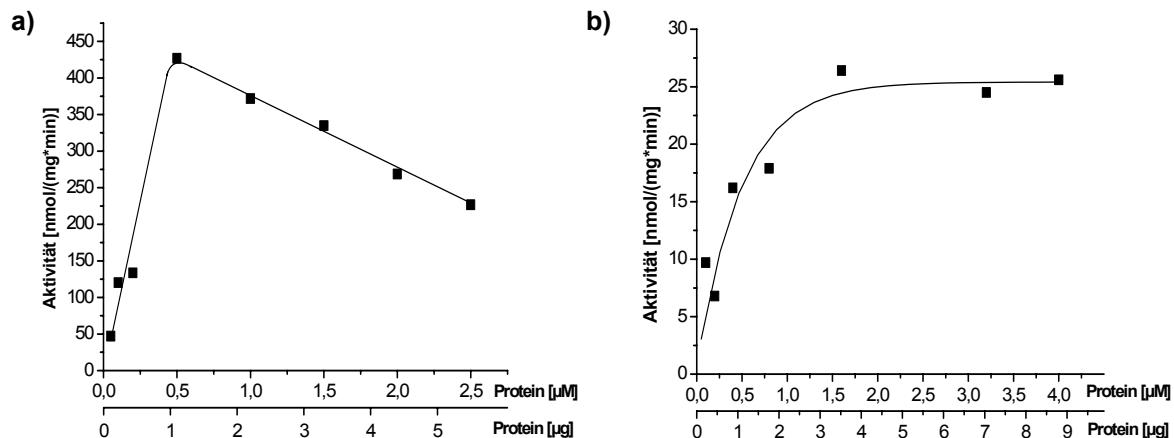 a)
Aktivität [nmol/(mg*min)]
450
400
350
300
250
200
150
100
50
0
0,0 0,5 1,0 1,5 2,0 2,5 Protein [µM]
0 1 2 3 4 5 Protein [µg]
b)
Aktivität [nmol/(mg*min)]
30
25
20
15
10
5
0
0,0 0,5 1,0 1,5 2,0 2,5 3,0 3,5 4,0 Protein [µM]
0 1 2 3 4 5 6 7 8 9 Protein [µg]